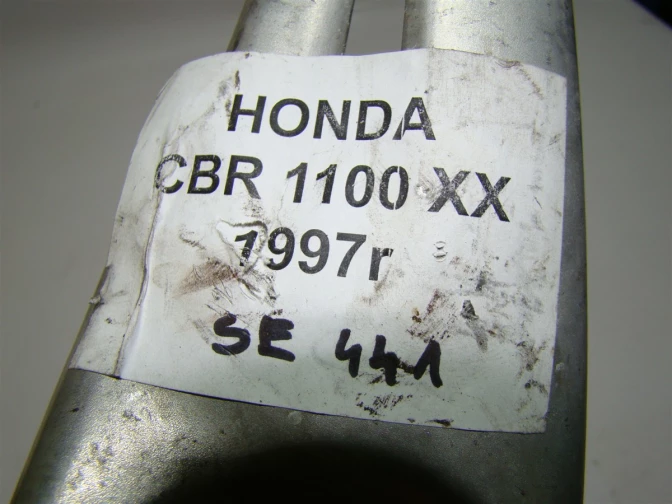 HONDA
CBR 1100 XX
1997r
SE 441